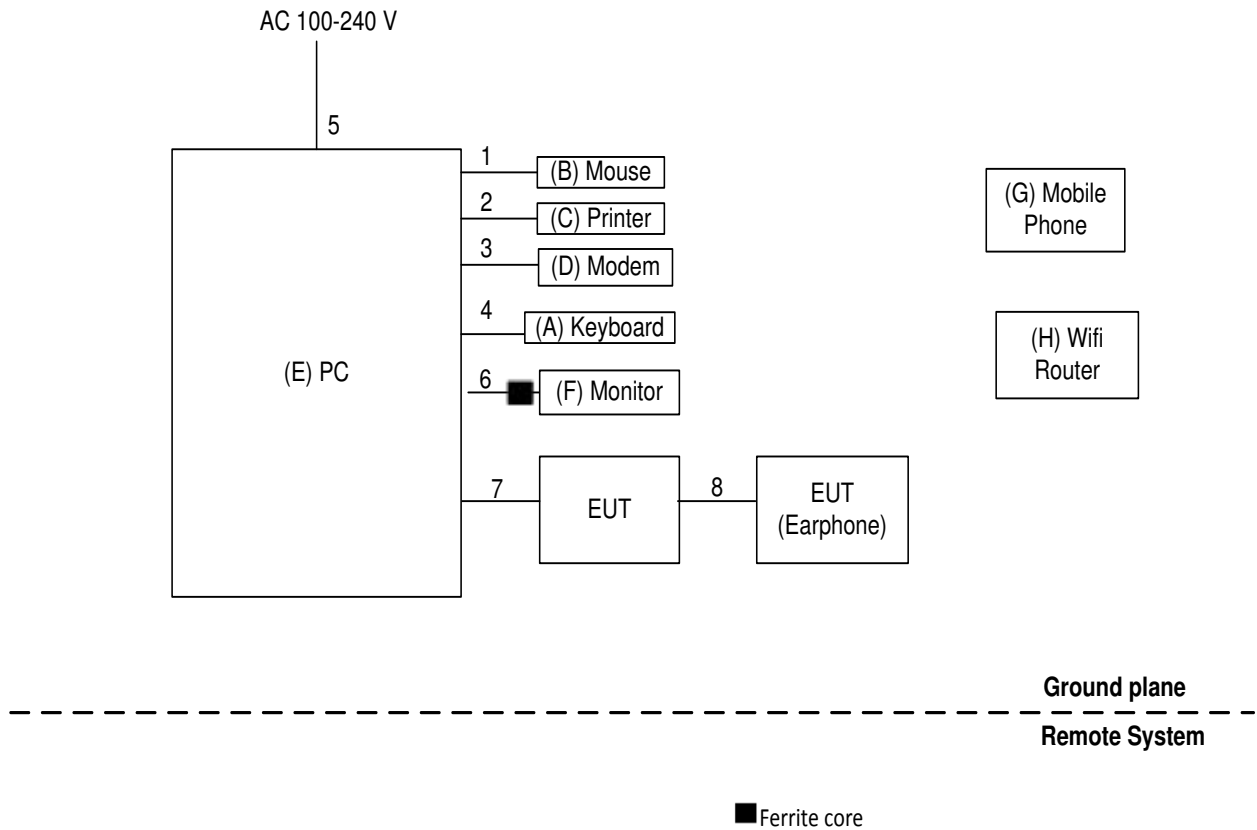 AC 100-240 V
5
1
(B) Mouse
2
(C) Printer
3
(D) Modem
4
(A) Keyboard
6
(F) Monitor
(E) PC
7
EUT
8
EUT
(Earphone)
(G) Mobile
Phone
(H) Wifi
Router
Ground plane
Remote System
Ferrite core